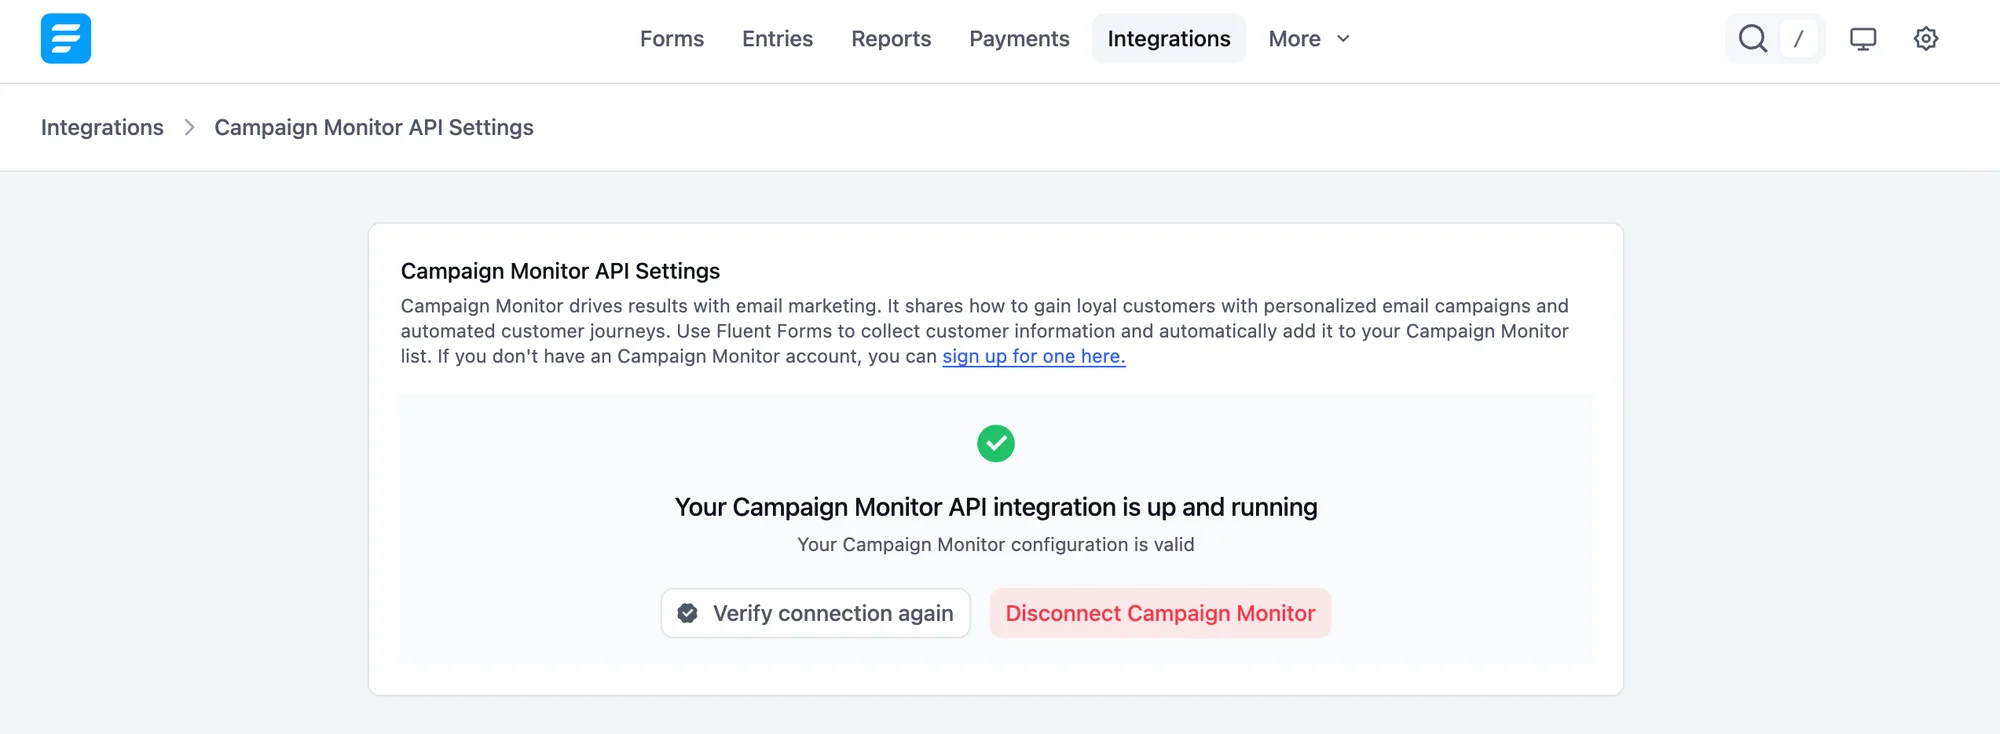 Forms Entries Reports Payments Integrations More /
Integrations > Campaign Monitor API Settings
Campaign Monitor API Settings
Campaign Monitor drives results with email marketing. It shares how to gain loyal customers with personalized email campaigns and
automated customer journeys. Use Fluent Forms to collect customer information and automatically add it to your Campaign Monitor
list. If you don't have an Campaign Monitor account, you can sign up for one here.
Your Campaign Monitor API integration is up and running
Your Campaign Monitor configuration is valid
Verify connection again Disconnect Campaign Monitor